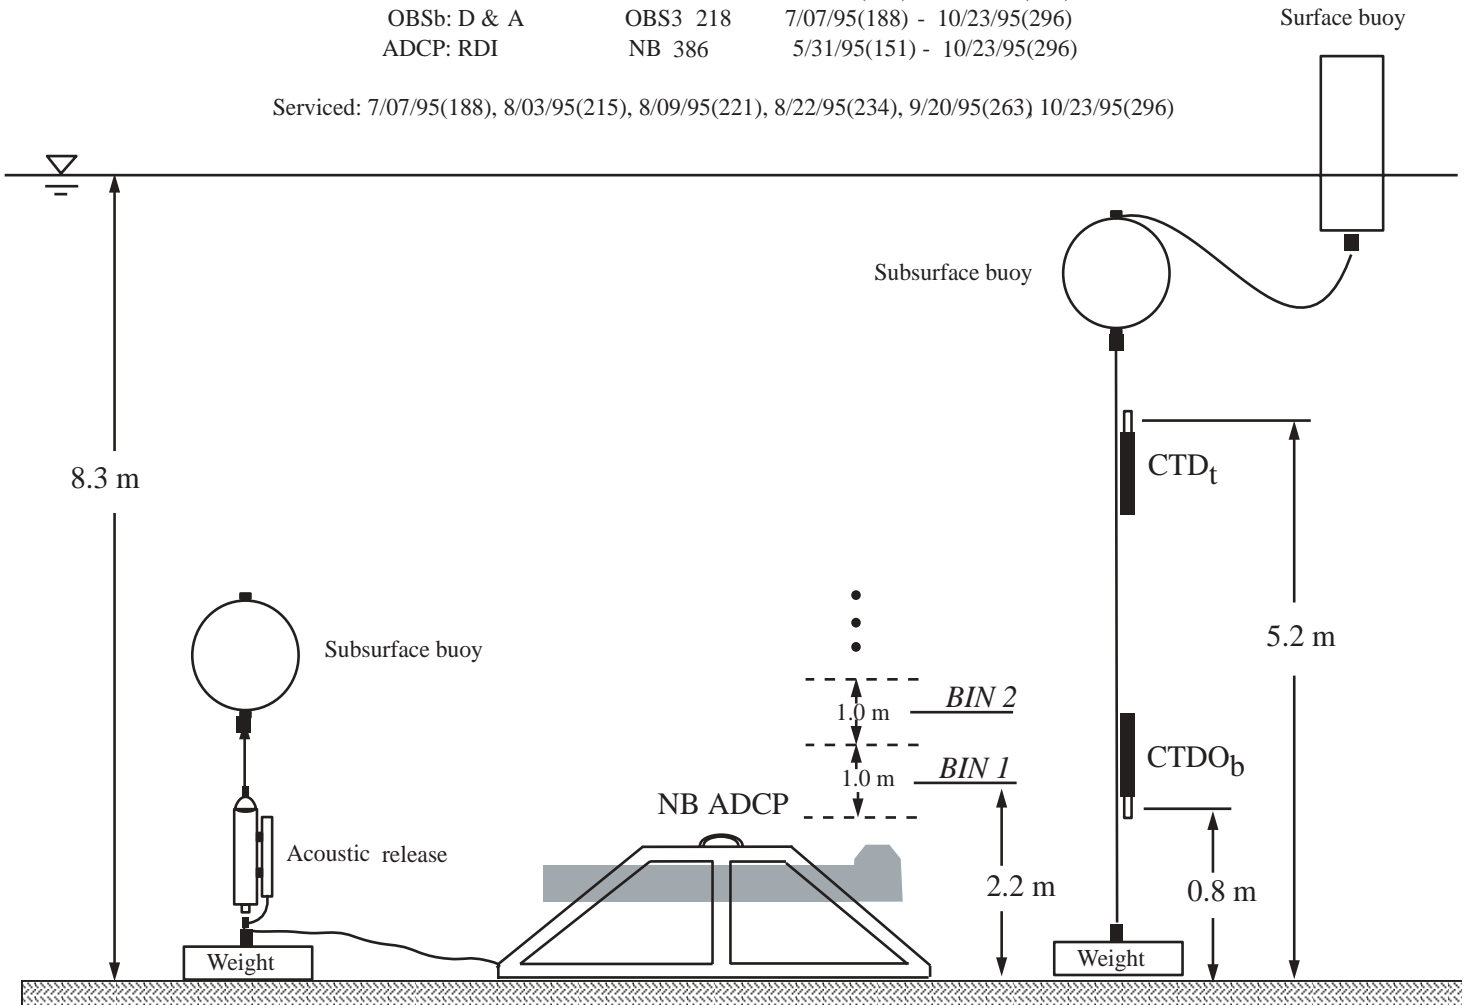 OBSb: D & A OBS3 218 7/07/95(188) - 10/23/95(296)
ADCP: RDI NB 386 5/31/95(151) - 10/23/95(296)
Serviced: 7/07/95(188), 8/03/95(215), 8/09/95(221), 8/22/95(234), 9/20/95(263), 10/23/95(296)
Surface buoy
Subsurface buoy
8.3 m
CTDt
5.2 m
Subsurface buoy
BIN 2
1.0 m
BIN 1
1.0 m
CTDOb
NB ADCP
Acoustic release
2.2 m
0.8 m
Weight
Weight